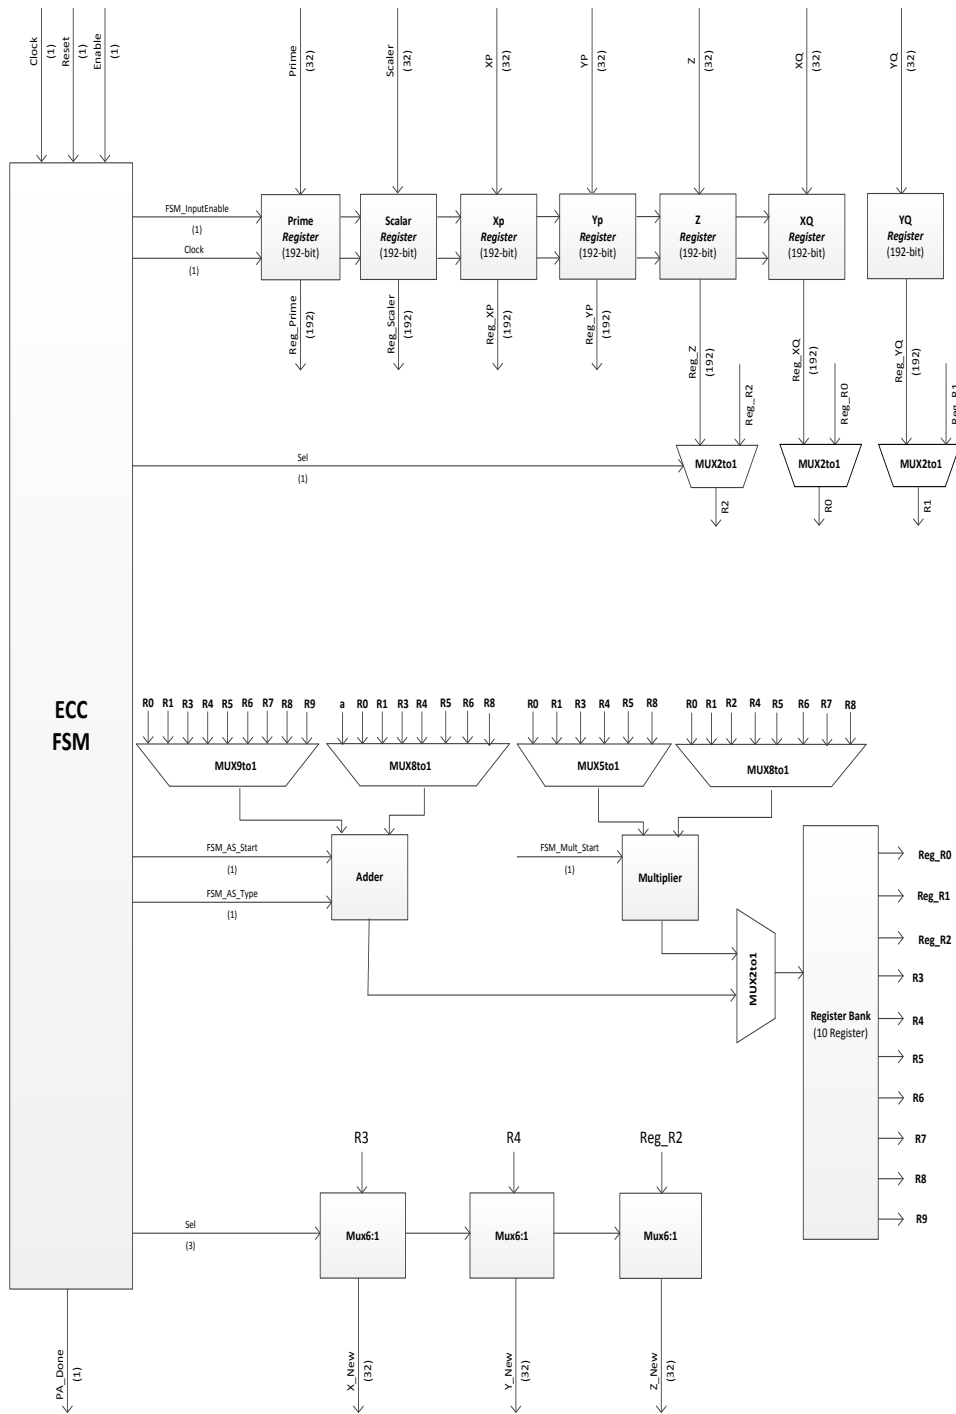 Clock
(1)
Reset
(1)
Enable
(1)
Prime
(32)
Scaler
(32)
XP
(32)
YP
(32)
Z
(32)
XQ
(32)
YQ
(32)
FSM_InputEnable
(1)
Clock
(1)
Prime
Register
(192-bit)
Scalar
Register
(192-bit)
Xp
Register
(192-bit)
Yp
Register
(192-bit)
Z
Register
(192-bit)
XQ
Register
(192-bit)
YQ
Register
(192-bit)
Reg_Prime
(192)
Reg_Scaler
(192)
Reg_XP
(192)
Reg_YP
(192)
Reg_Z
(192)
Reg_R2
Reg_XQ
(192)
Reg_R0
Reg_YQ
(192)
Reg_R1
Sel
(1)
MUX2to1
MUX2to1
MUX2to1
R2
R0
R1
ECC
FSM
R0 R1 R3 R4 R5 R6 R7 R8 R9
a R0 R1 R3 R4 R5 R6 R8
R0 R1 R3 R4 R5 R8
R0 R1 R2 R4 R5 R6 R7 R8
MUX9to1
MUX8to1
MUX5to1
MUX8to1
FSM_AS_Start
(1)
FSM_AS_Type
(1)
Adder
FSM_Mult_Start
(1)
Multiplier
MUX2to1
Register Bank
(10 Register)
Reg_R0
Reg_R1
Reg_R2
R3
R4
R5
R6
R7
R8
R9
R3
R4
Reg_R2
Sel
(3)
Mux6:1
Mux6:1
Mux6:1
PA_Done
(1)
X_New
(32)
Y_New
(32)
Z_New
(32)